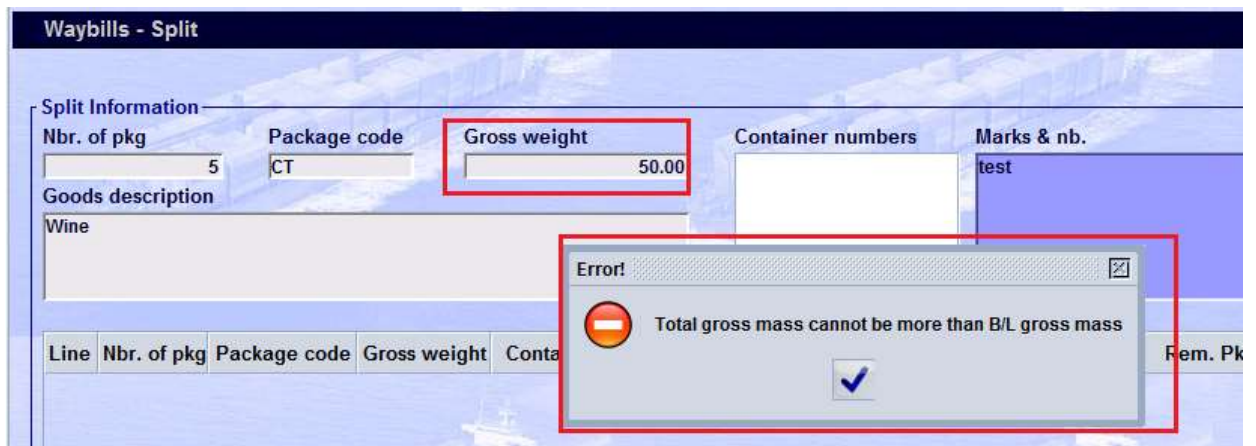 Waybills - Split
Split Information
Nbr. of pkg Package code Gross weight Container numbers Marks & nb.
5 CT 50.00 test
Goods description
Wine
Error!
Total gross mass cannot be more than B/L gross mass
Line Nbr. of pkg Package code Gross weight Conta Rem. Pk